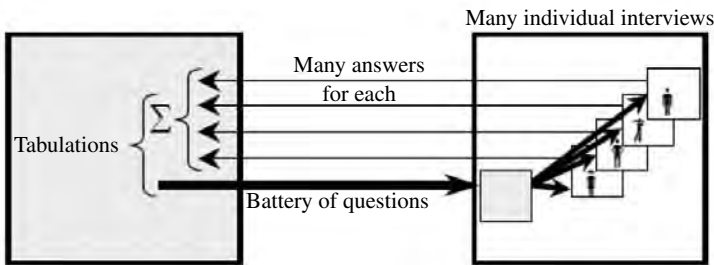 Many individual interviews
Many answers
for each
∑
Tabulations
Battery of questions